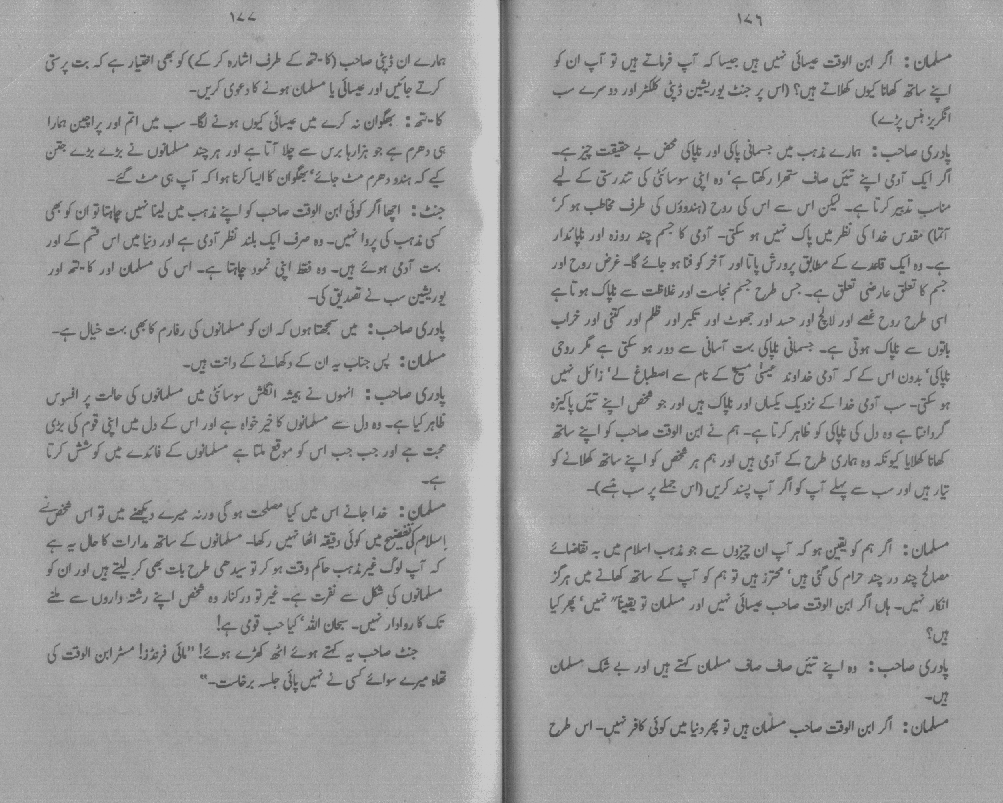 ۱۷۶
مسلمان: اگر ابن الوقت عیسائی نہیں ہیں جیسا کہ آپ فرماتے ہیں تو آپ ان کو
اپنے ساتھ کھانا کیوں کھلاتے ہیں؟ (اس پر جنٹ یوریشین ڈپٹی کلکٹر اور دوسرے سب
انگریز ہنس پڑے)
پادری صاحب: ہمارے مذہب میں جسمانی پاکی اور ناپاکی محض بے حقیقت چیز ہے۔
اگر ایک آدمی اپنے تئیں صاف ستھرا رکھتا ہے، وہ اپنی سوسائٹی کی تندرستی کے لیے
مناسب تدبیر کرتا ہے۔ لیکن اس سے اس کی روح (ہندوؤں کی طرف مخاطب ہو کر،
آتما) مقدس خدا کی نظر میں پاک نہیں ہو سکتی۔ آدمی کا جسم چند روزہ اور ناپائدار
ہے۔ وہ ایک قاعدے کے مطابق پرورش پاتا اور آخر کو فنا ہو جائے گا۔ غرض روح اور
جسم کا تعلق عارضی تعلق ہے۔ جس طرح جسم نجاست اور غلاظت سے ناپاک ہوتا ہے
اسی طرح روح غصے اور لالچ اور حسد اور جھوٹ اور تکبر اور ظلم اور کتنی اور خراب
باتوں سے ناپاک ہوتی ہے۔ جسمانی ناپاکی بہت آسانی سے دور ہو سکتی ہے مگر روحی
ناپاکی، بدون اس کے کہ آدمی خداوند عیسیٰ مسیح کے نام سے اصطباغ لے، زائل نہیں
ہو سکتی۔ سب آدمی خدا کے نزدیک یکساں اور ناپاک ہیں اور جو شخص اپنے تئیں پاکیزہ
گردانتا ہے وہ دل کی ناپاکی کو ظاہر کرتا ہے۔ ہم نے ابن الوقت صاحب کو اپنے ساتھ
کھانا کھلایا کیونکہ وہ ہماری طرح کے آدمی ہیں اور ہم ہر شخص کو اپنے ساتھ کھلانے کو
تیار ہیں اور سب سے پہلے آپ کو اگر آپ پسند کریں (اس جملے پر سب ہنسے)۔
مسلمان: اگر ہم کو یقین ہو کہ آپ ان چیزوں سے جو مذہب اسلام میں بہ تقاضائے
مصالح چند در چند حرام کی گئی ہیں، محترز ہیں تو ہم کو آپ کے ساتھ کھانے میں ہرگز
انکار نہیں۔ ہاں اگر ابن الوقت صاحب عیسائی نہیں اور مسلمان تو یقیناً نہیں، پھر کیا
ہیں؟
پادری صاحب: وہ اپنے تئیں صاف صاف مسلمان کہتے ہیں اور بے شک مسلمان
ہیں۔
مسلمان: اگر ابن الوقت صاحب مسلمان ہیں تو پھر دنیا میں کوئی کافر نہیں۔ اس طرح
۱۷۷
ہمارے ان ڈپٹی صاحب (کائتھ کے طرف اشارہ کر کے) کو بھی اختیار ہے کہ بت پرستی
کرتے جائیں اور عیسائی یا مسلمان ہونے کا دعوی کریں۔
کائتھ: بھگوان نہ کرے میں عیسائی کیوں ہونے لگا۔ سب میں اتم اور پراچین ہمارا
ہی دھرم ہے جو ہزارہا برس سے چلا آتا ہے اور ہر چند مسلمانوں نے بڑے بڑے جتن
کیے کہ ہندو دھرم مٹ جائے، بھگوان کا ایسا کرنا ہوا کہ آپ ہی مٹ گئے۔
جنٹ: اچھا اگر کوئی ابن الوقت صاحب کو اپنے مذہب میں لینا نہیں چاہتا تو ان کو بھی
کسی مذہب کی پروا نہیں۔ وہ صرف ایک بلند نظر آدمی ہے اور دنیا میں اس قسم کے اور
بہت آدمی ہوئے ہیں۔ وہ فقط اپنی نمود چاہتا ہے۔ اس کی مسلمان اور کائتھ اور
یوریشین سب نے تصدیق کی۔
پادری صاحب: میں سمجھتا ہوں کہ ان کو مسلمانوں کی رفارم کا بھی بہت خیال ہے۔
مسلمان: پس جناب یہ ان کے دکھانے کے دانت ہیں۔
پادری صاحب: انہوں نے ہمیشہ انگلش سوسائٹی میں مسلمانوں کی حالت پر افسوس
ظاہر کیا ہے۔ وہ دل سے مسلمانوں کا خیرخواہ ہے اور اس کے دل میں اپنی قوم کی بڑی
محبت ہے اور جب جب اس کو موقع ملتا ہے مسلمانوں کے فائدے میں کوشش کرتا
ہے۔
مسلمان: خدا جانے اس میں کیا مصلحت ہو گی ورنہ میرے دیکھنے میں تو اس شخص نے
اسلام کی تفضیح میں کوئی دقیقہ اٹھا نہیں رکھا۔ مسلمانوں کے ساتھ مدارات کا حال یہ ہے
کہ آپ لوگ غیر مذہب حاکم وقت ہو کر تو سیدھی طرح بات بھی کر لیتے ہیں اور ان کو
مسلمانوں کی شکل سے نفرت ہے۔ غیر تو درکنار وہ شخص اپنے رشتہ داروں سے ملنے
تک کا روادار نہیں۔ سبحان اللہ، کیا حب قومی ہے!
جنٹ صاحب یہ کہتے ہوئے اٹھ کھڑے ہوئے! "مائی فرنڈز! مسٹر ابن الوقت کی
تھاہ میرے سوائے کسی نے نہیں پائی جلسہ برخاست۔"